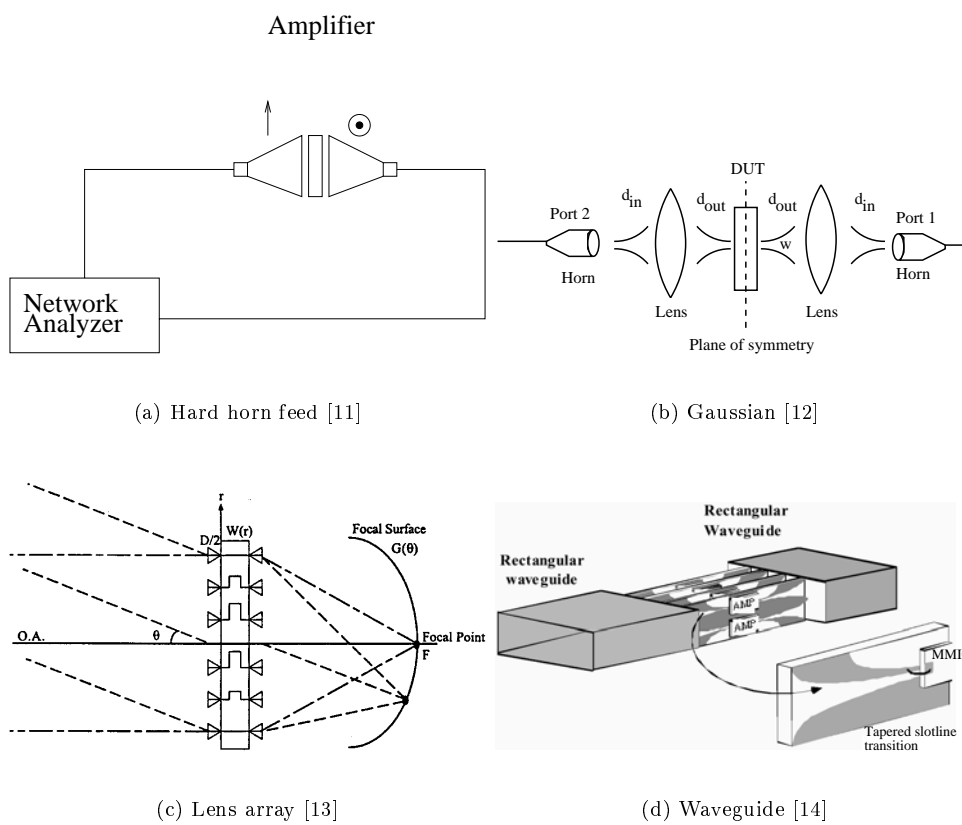 Amplifier
Network
Analyzer
(a) Hard horn feed [11]
DUT
d_in
d_out
d_out
d_in
Port 2
Port 1
w
Horn
Horn
Lens
Lens
Plane of symmetry
(b) Gaussian [12]
r
D/2
W(r)
Focal Surface
G(θ)
O.A.
θ
Focal Point
F
(c) Lens array [13]
Rectangular
Waveguide
Rectangular
waveguide
AMP
AMP
MMI
Tapered slotline
transition
(d) Waveguide [14]